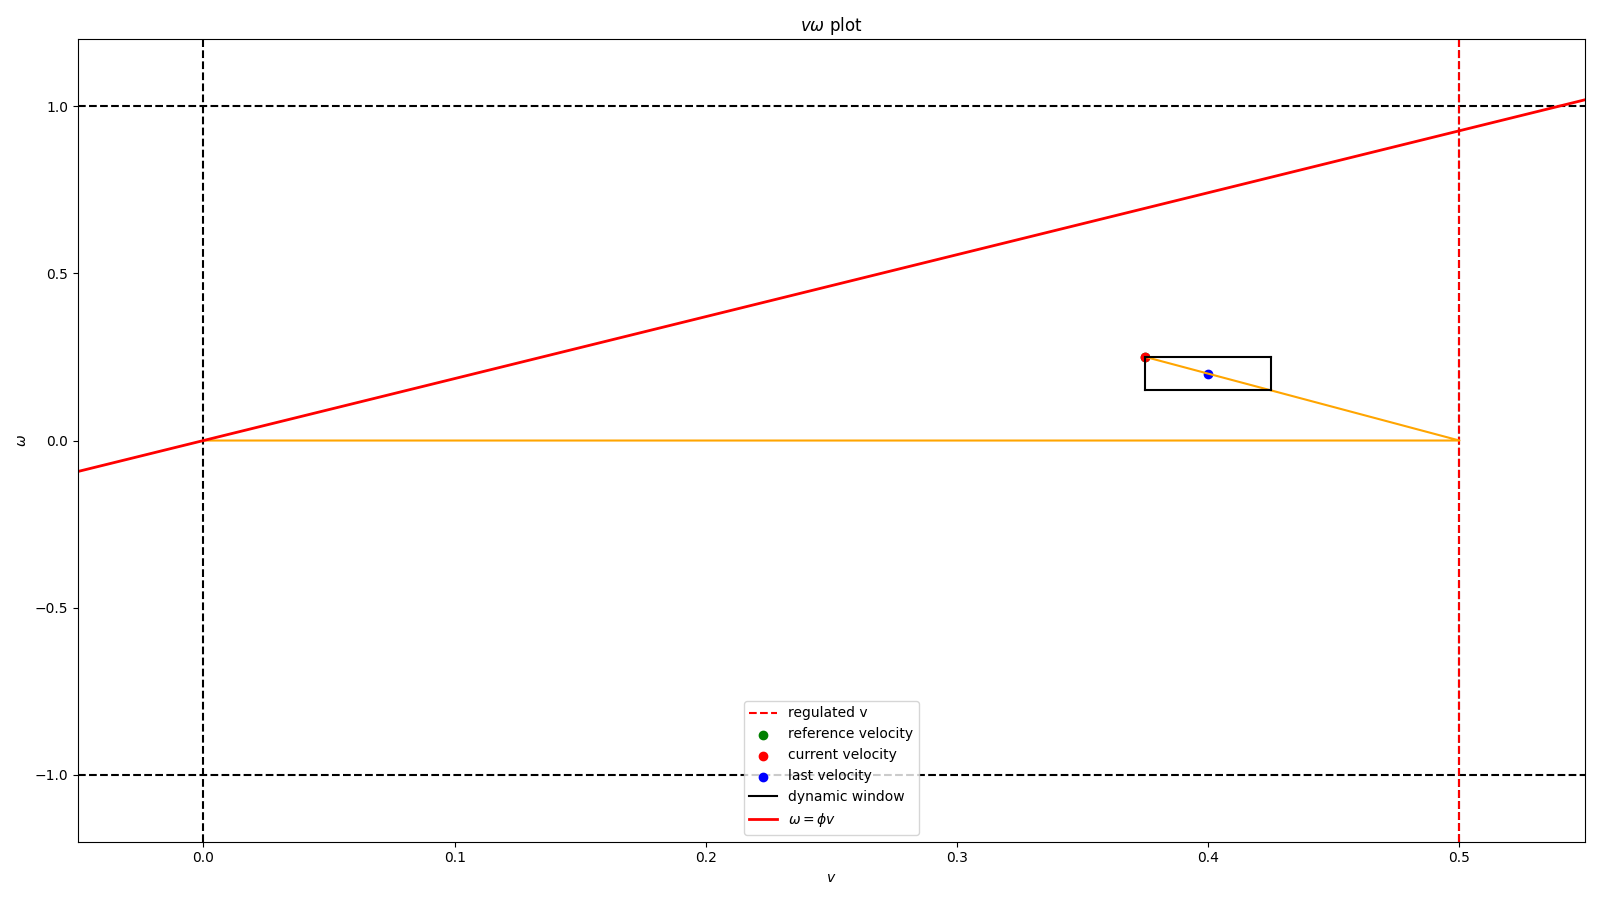 vω plot
1.0
0.5
0.0
−0.5
−1.0
ω
0.0
0.1
0.2
0.3
0.4
0.5
v
regulated v
reference velocity
current velocity
last velocity
dynamic window
ω = ϕv